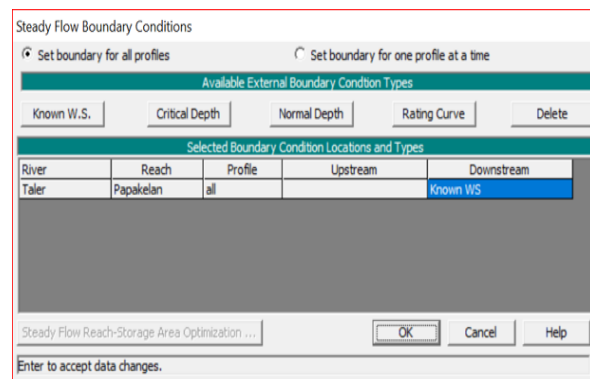 Steady Flow Boundary Conditions
Set boundary for all profiles Set boundary for one profile at a time
Available External Boundary Condtion Types
Known W.S. Critical Depth Normal Depth Rating Curve Delete
Selected Boundary Condition Locations and Types
River Reach Profile Upstream Downstream
Taler Papakelan all Known WS
Steady Flow Reach-Storage Area Optimization ... OK Cancel Help
Enter to accept data changes.